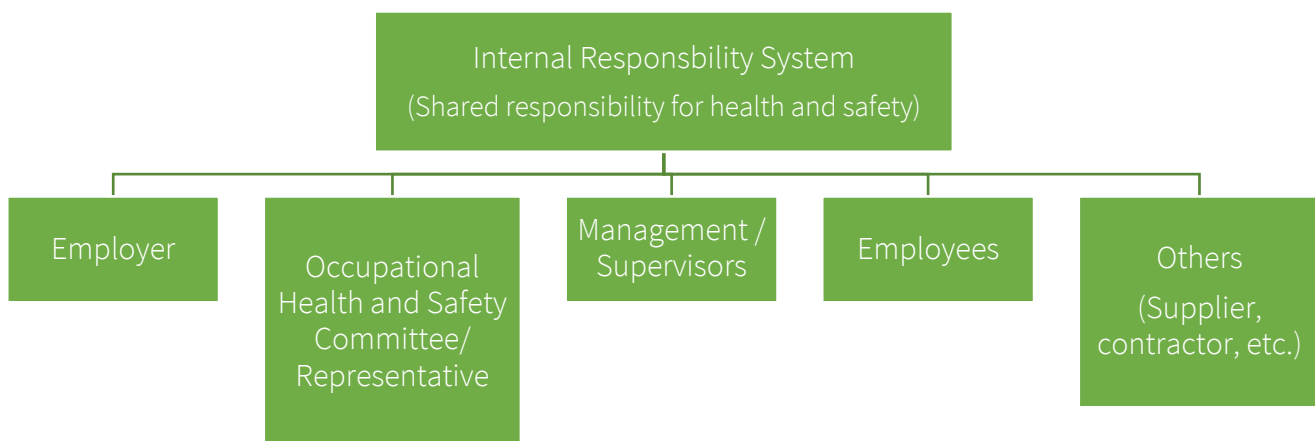 Internal Responsbility System
(Shared responsibility for health and safety)
Employer
Occupational
Health and Safety
Committee/
Representative
Management /
Supervisors
Employees
Others
(Supplier,
contractor, etc.)